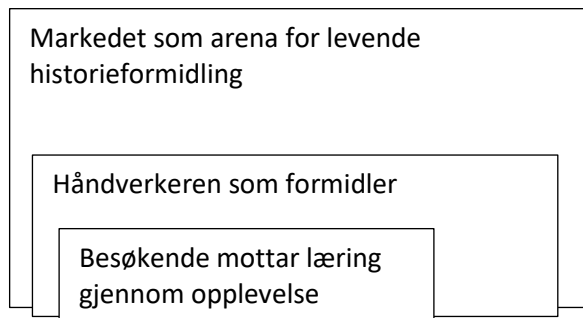 Markedet som arena for levende
historieformidling
Håndverkeren som formidler
Besøkende mottar læring
gjennom opplevelse